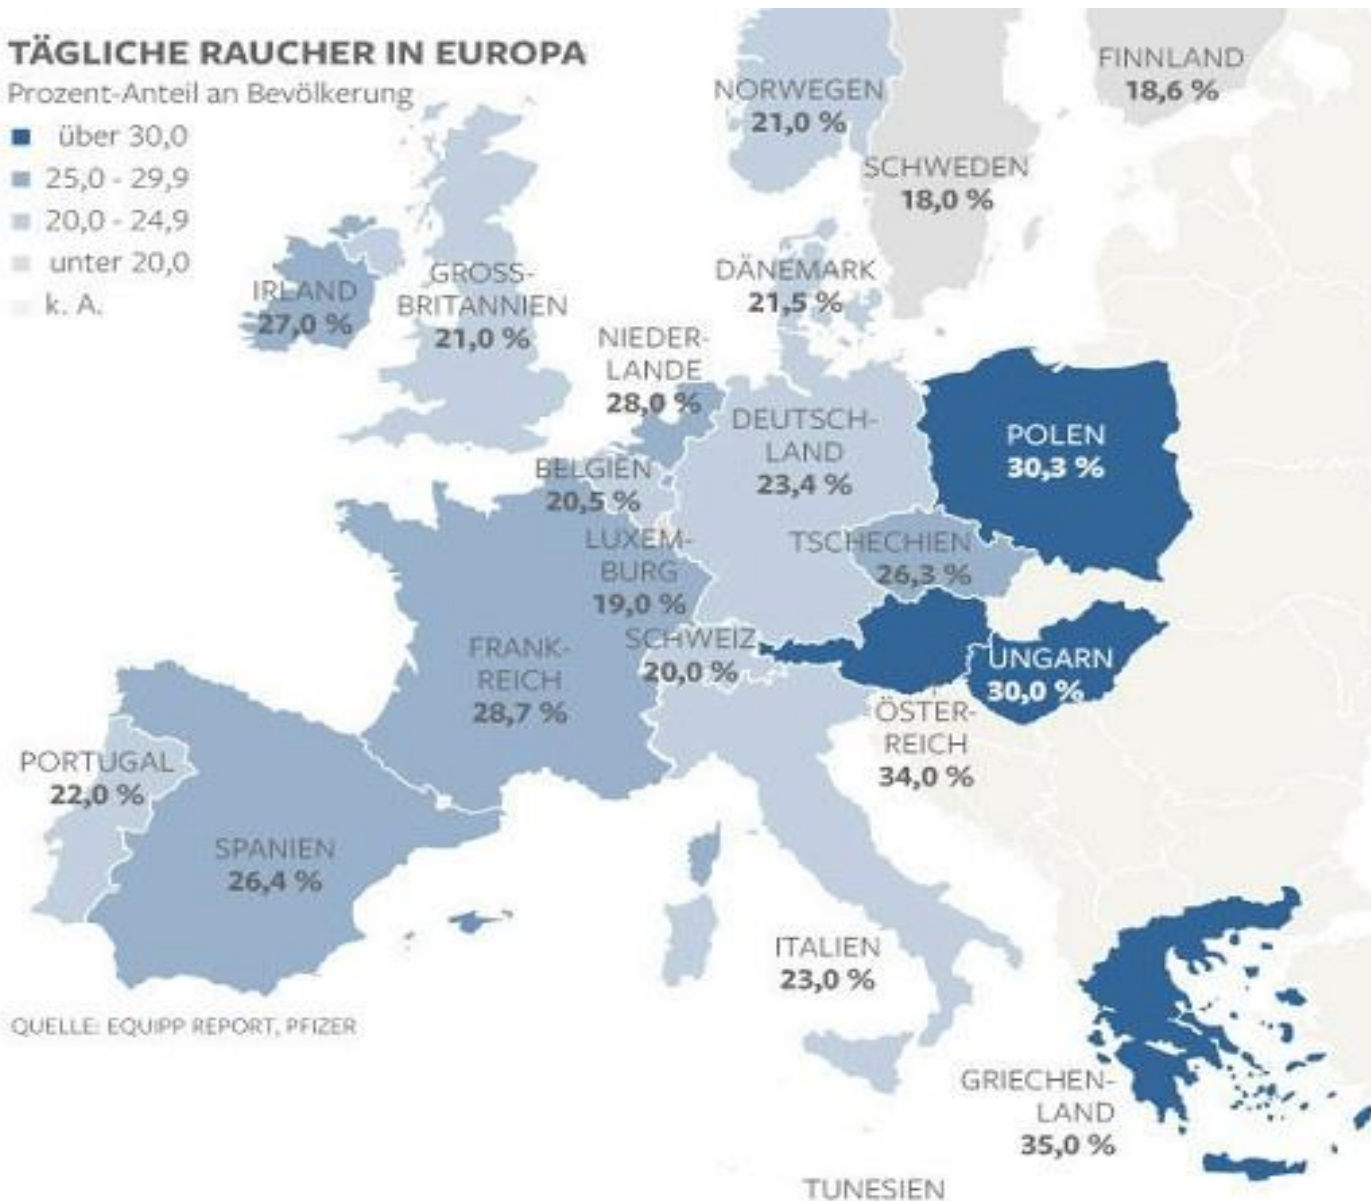 TÄGLICHE RAUCHER IN EUROPA
Prozent-Anteil an Bevölkerung
über 30,0
25,0 - 29,9
20,0 - 24,9
unter 20,0
k. A.
FINNLAND
18,6 %
NORWEGEN
21,0 %
SCHWEDEN
18,0 %
DÄNEMARK
21,5 %
IRLAND
27,0 %
GROSS-
BRITANNIEN
21,0 %
NIEDER-
LANDE
28,0 %
DEUTSCH-
LAND
23,4 %
POLEN
30,3 %
BELGIEN
20,5 %
LUXEM-
BURG
19,0 %
TSCHECHIEN
26,3 %
FRANK-
REICH
28,7 %
SCHWEIZ
20,0 %
UNGARN
30,0 %
ÖSTER-
REICH
34,0 %
PORTUGAL
22,0 %
SPANIEN
26,4 %
ITALIEN
23,0 %
QUELLE: EQUIPP REPORT, PFIZER
GRIECHEN-
LAND
35,0 %
TUNESIEN